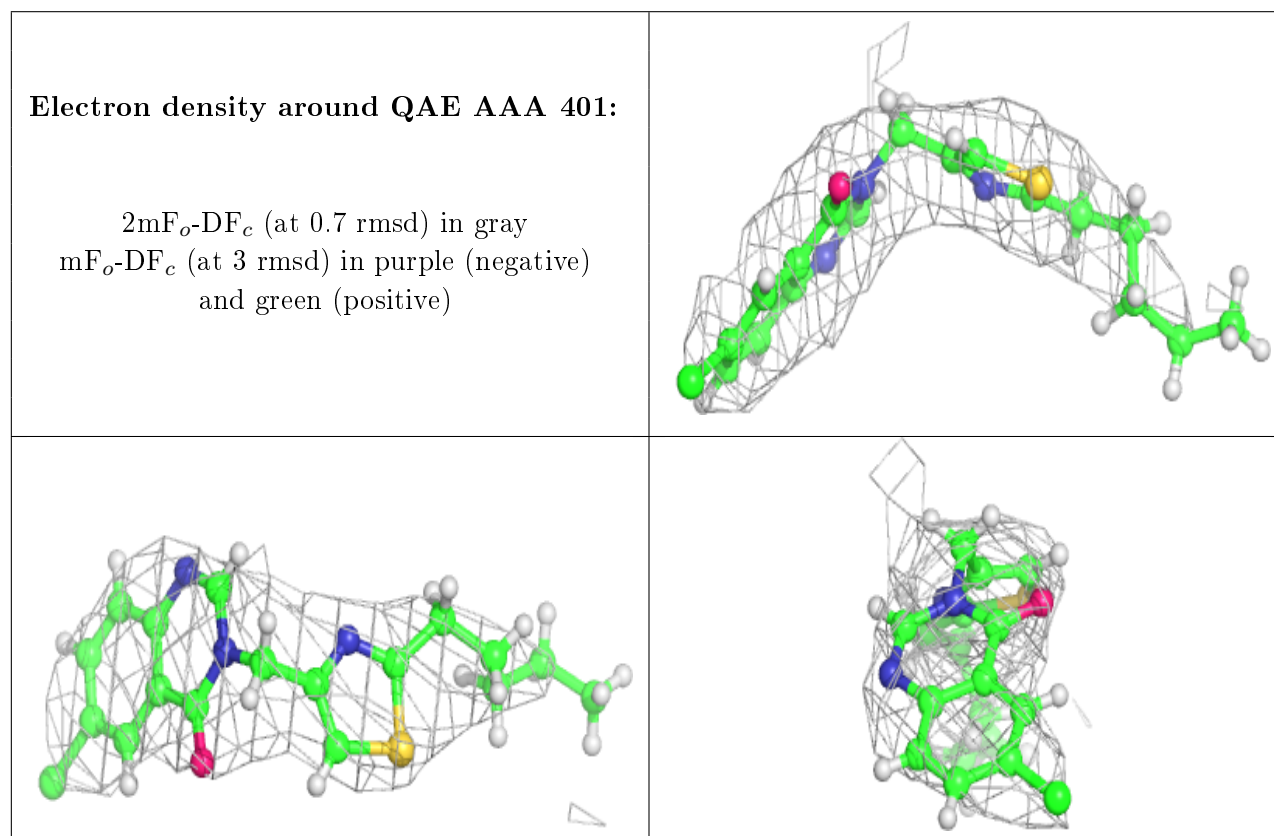 Electron density around QAE AAA 401:
2mFo-DFc (at 0.7 rmsd) in gray
mFo-DFc (at 3 rmsd) in purple (negative)
and green (positive)